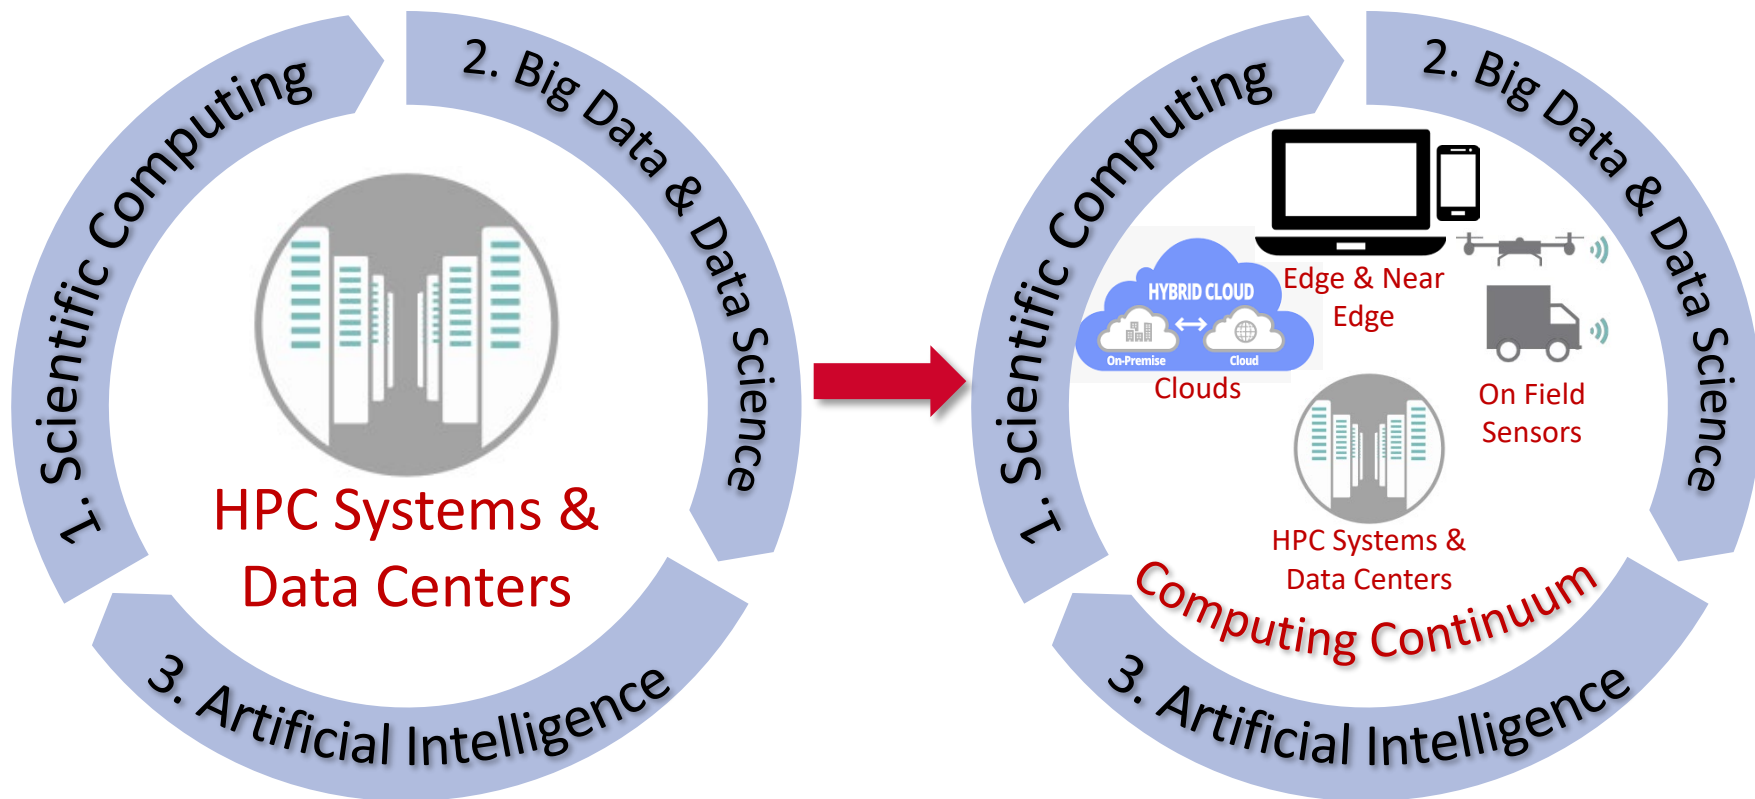 1. Scientific Computing
2. Big Data & Data Science
3. Artificial Intelligence
HPC Systems &
Data Centers
1. Scientific Computing
2. Big Data & Data Science
3. Artificial Intelligence
HYBRID CLOUD
On-Premise
Cloud
Clouds
Edge & Near
Edge
On Field
Sensors
HPC Systems &
Data Centers
Computing Continuum